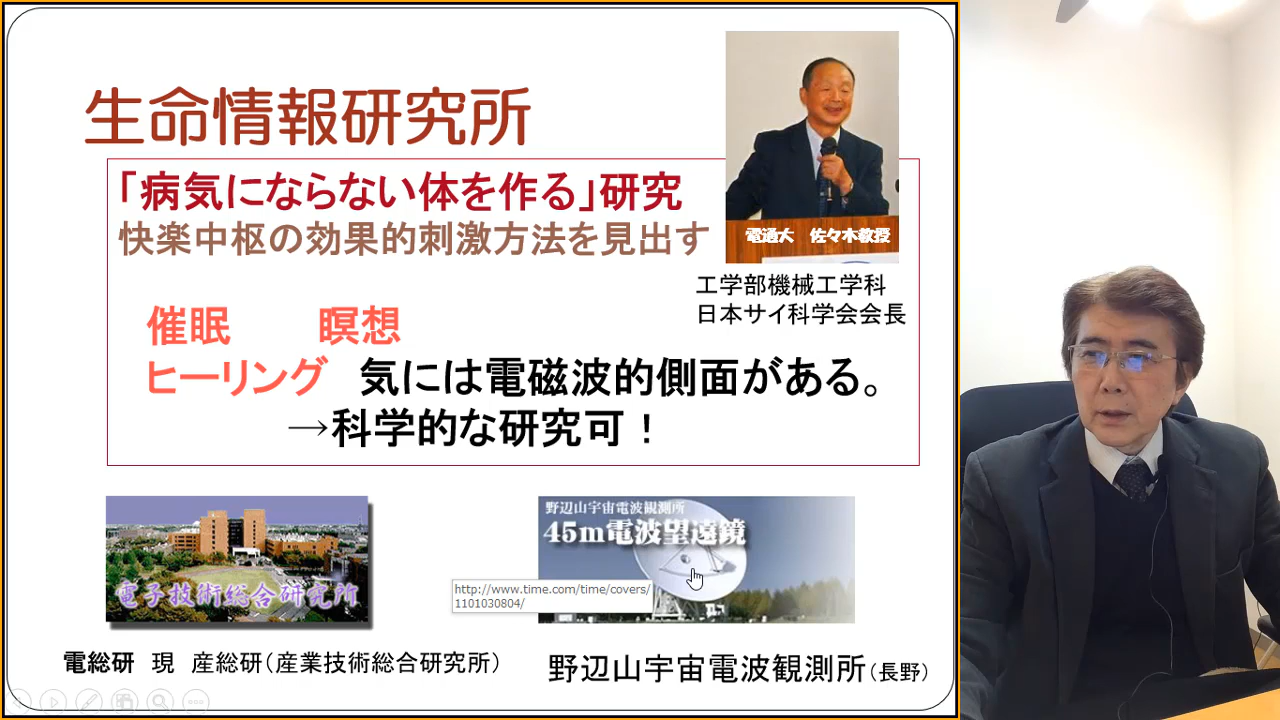 生命情報研究所
「病気にならない体を作る」研究
快楽中枢の効果的刺激方法を見出す
電通大 佐々木教授
工学部機械工学科
日本サイ科学会会長
催眠 瞑想
ヒーリング 気には電磁波的側面がある。
→科学的な研究可！
電子技術総合研究所
野辺山宇宙電波観測所
45m電波望遠鏡
http://www.time.com/time/covers/
1101030804/
電総研 現 産総研（産業技術総合研究所）
野辺山宇宙電波観測所（長野）